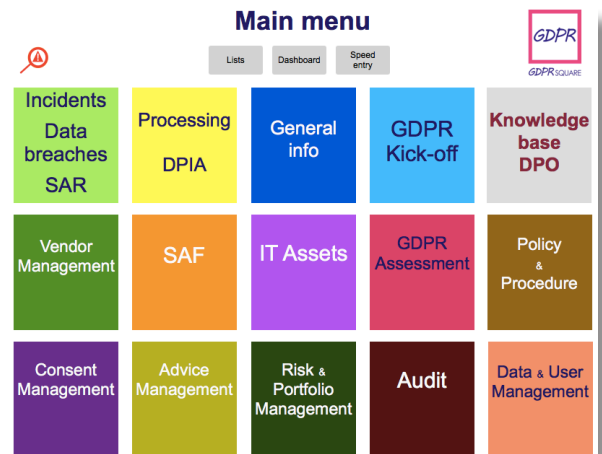 Main menu
Lists
Dashboard
Speed
entry
GDPR
GDPR SQUARE
Incidents
Data
breaches
SAR
Processing
DPIA
General
info
GDPR
Kick-off
Knowledge
base
DPO
Vendor
Management
SAF
IT Assets
GDPR
Assessment
Policy
&
Procedure
Consent
Management
Advice
Management
Risk &
Portfolio
Management
Audit
Data & User
Management